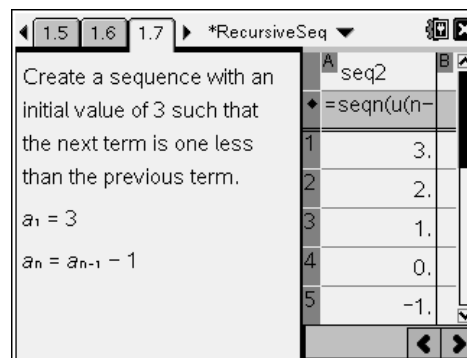 1.5 1.6 1.7 *RecursiveSeq
Create a sequence with an
initial value of 3 such that
the next term is one less
than the previous term.
a₁ = 3
aₙ = aₙ₋₁ − 1
A seq2 B
=seqn(u(n−
1 3.
2 2.
3 1.
4 0.
5 −1.